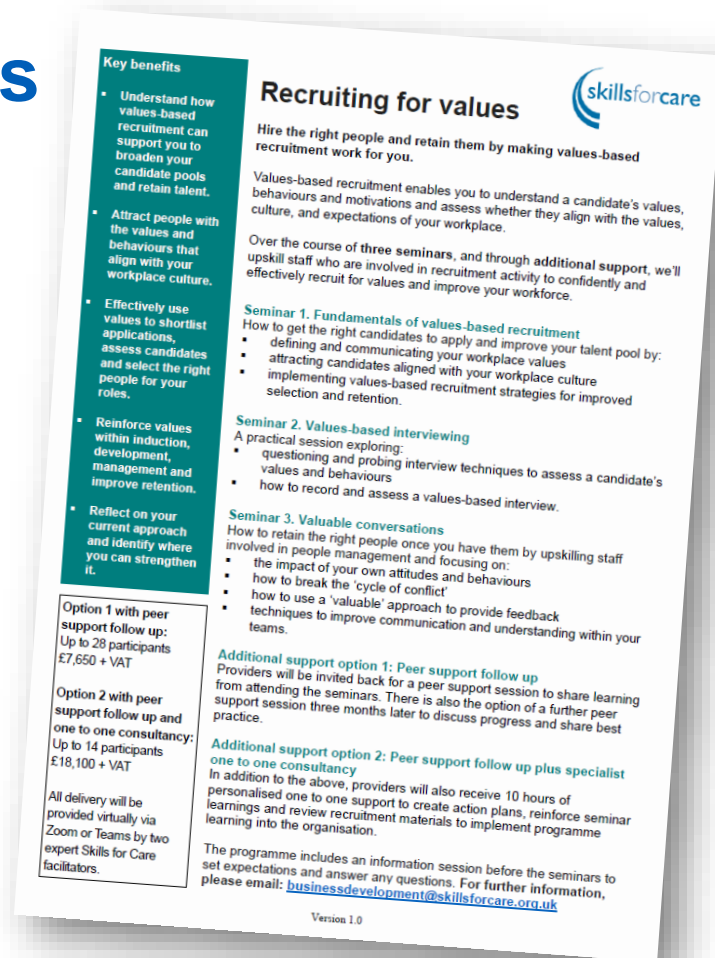 s
Key benefits
▪ Understand how
values-based
recruitment can
support you to
broaden your
candidate pools
and retain talent.
▪ Attract people with
the values and
behaviours that
align with your
workplace culture.
▪ Effectively use
values to shortlist
applications,
assess candidates
and select the right
people for your
roles.
▪ Reinforce values
within induction,
development,
management and
improve retention.
▪ Reflect on your
current approach
and identify where
you can strengthen
it.
Option 1 with peer
support follow up:
Up to 28 participants
£7,650 + VAT
Option 2 with peer
support follow up and
one to one consultancy:
Up to 14 participants
£18,100 + VAT
All delivery will be
provided virtually via
Zoom or Teams by two
expert Skills for Care
facilitators.
skillsforcare
Recruiting for values
Hire the right people and retain them by making values-based
recruitment work for you.
Values-based recruitment enables you to understand a candidate's values,
behaviours and motivations and assess whether they align with the values,
culture, and expectations of your workplace.
Over the course of three seminars, and through additional support, we'll
upskill staff who are involved in recruitment activity to confidently and
effectively recruit for values and improve your workforce.
Seminar 1. Fundamentals of values-based recruitment
How to get the right candidates to apply and improve your talent pool by:
▪ defining and communicating your workplace values
▪ attracting candidates aligned with your workplace culture
▪ implementing values-based recruitment strategies for improved
selection and retention.
Seminar 2. Values-based interviewing
A practical session exploring:
▪ questioning and probing interview techniques to assess a candidate's
values and behaviours
▪ how to record and assess a values-based interview.
Seminar 3. Valuable conversations
How to retain the right people once you have them by upskilling staff
involved in people management and focusing on:
▪ the impact of your own attitudes and behaviours
▪ how to break the 'cycle of conflict'
▪ how to use a 'valuable' approach to provide feedback
▪ techniques to improve communication and understanding within your
teams.
Additional support option 1: Peer support follow up
Providers will be invited back for a peer support session to share learning
from attending the seminars. There is also the option of a further peer
support session three months later to discuss progress and share best
practice.
Additional support option 2: Peer support follow up plus specialist
one to one consultancy
In addition to the above, providers will also receive 10 hours of
personalised one to one support to create action plans, reinforce seminar
learnings and review recruitment materials to implement programme
learning into the organisation.
The programme includes an information session before the seminars to
set expectations and answer any questions. For further information,
please email: businessdevelopment@skillsforcare.org.uk
Version 1.0